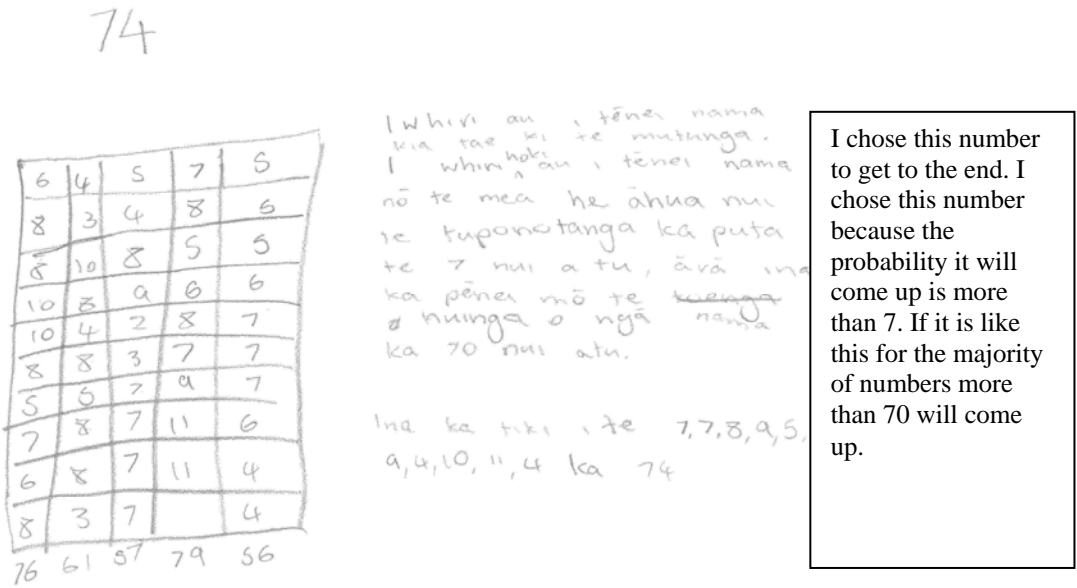 74
6 4 5 7 5
8 3 4 8 6
8 10 8 5 5
10 8 9 6 6
10 4 2 8 7
8 8 3 7 7
5 6 7 9 7
7 8 7 11 6
6 8 7 11 4
8 3 7 4
76 61 57 79 56
I whiri au i tēnei nama
kia tae ki te mutunga.
I whiri hoki au i tēnei nama
nō te mea he āhua nui
te tuponotanga ka puta
te 7 nui a tu, ārā ina
ka pēnei mō te
nuinga o ngā nama
ka 70 nui atu.
Ina ka tiki i te 7,7,8,9,5,
9,4,10,11,4 ka 74
I chose this number
to get to the end. I
chose this number
because the
probability it will
come up is more
than 7. If it is like
this for the majority
of numbers more
than 70 will come
up.